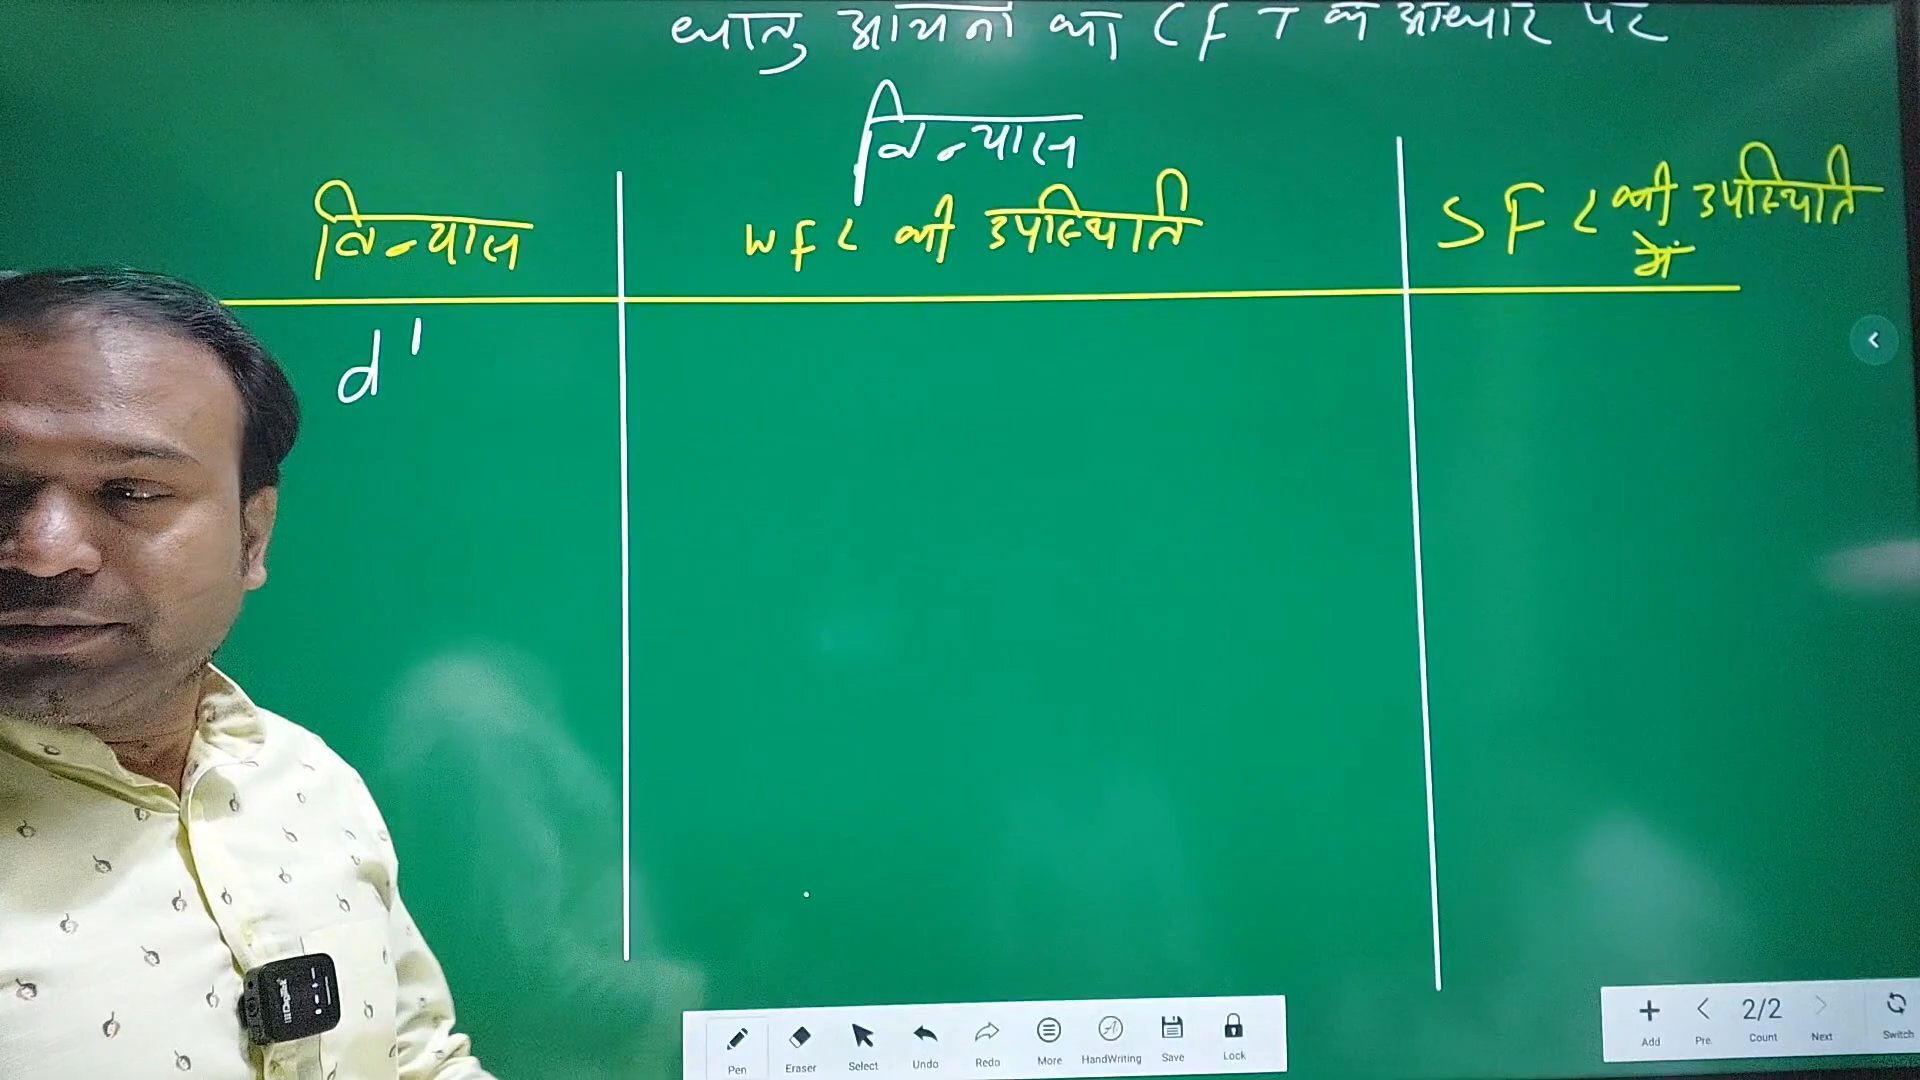 धातु आयनों का CFT के आधार पर
विन्यास
विन्यास
WFL की उपस्थिति
SFL की उपस्थिति
में
d¹
2/2
Pen
Eraser
Select
Undo
Redo
More
HandWriting
Save
Lock
Add
Pre.
Count
Next
Switch